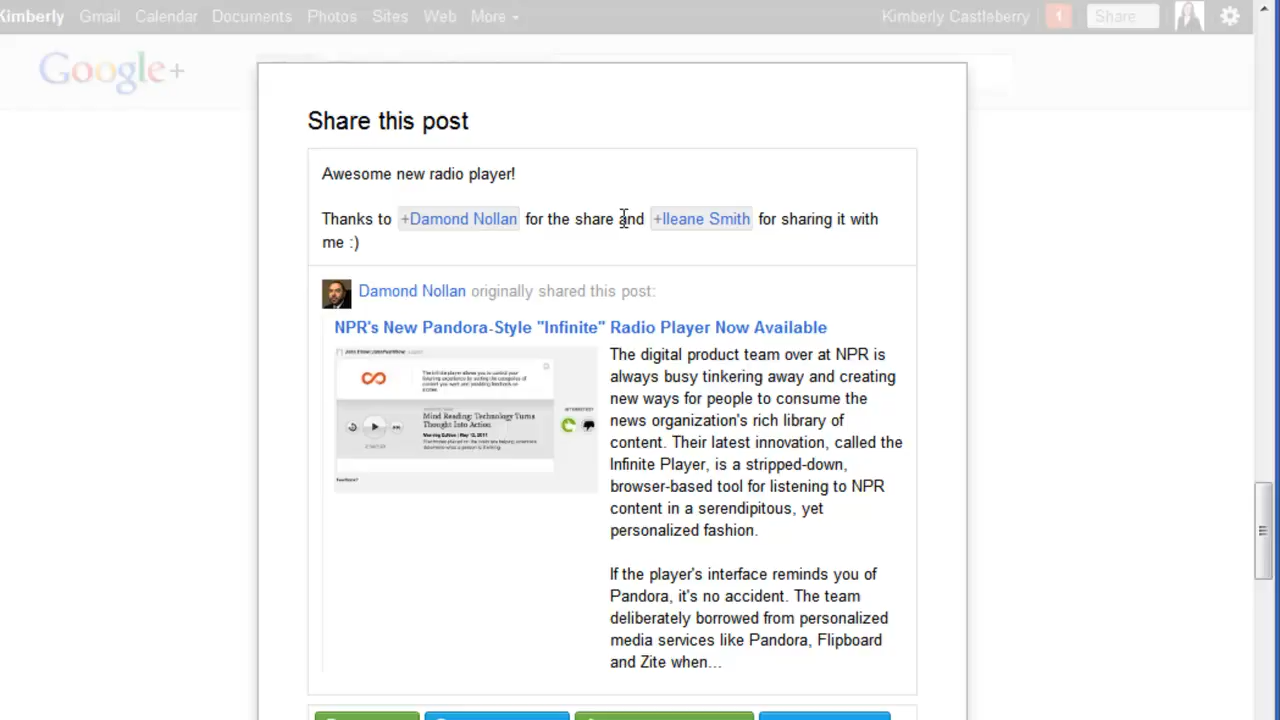 Kimberly Gmail Calendar Documents Photos Sites Web More Kimberly Castleberry 1 Share
Google+
Share this post
Awesome new radio player!
Thanks to +Damond Nollan for the share and +Ileane Smith for sharing it with
me :)
Damond Nollan originally shared this post:
NPR's New Pandora-Style "Infinite" Radio Player Now Available
The digital product team over at NPR is
always busy tinkering away and creating
new ways for people to consume the
news organization's rich library of
content. Their latest innovation, called the
Infinite Player, is a stripped-down,
browser-based tool for listening to NPR
content in a serendipitous, yet
personalized fashion.
If the player's interface reminds you of
Pandora, it's no accident. The team
deliberately borrowed from personalized
media services like Pandora, Flipboard
and Zite when...
Mind Reading: Technology Turns
Thought Into Action
Morning Edition | May 12, 2011